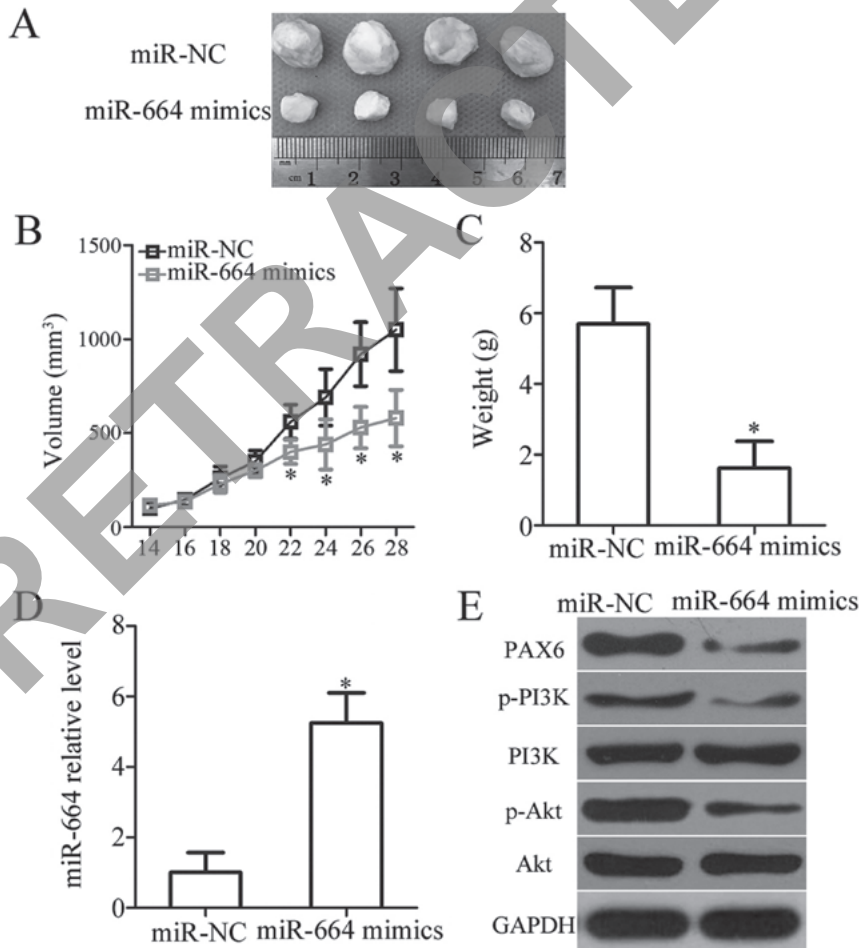 A
miR-NC
miR-664 mimics
mm
cm 1 2 3 4 5 6 7
B
miR-NC
miR-664 mimics
Volume (mm³)
1500
1000
500
0
14 16 18 20 22 24 26 28
* * * *
C
Weight (g)
8
6
4
2
0
*
miR-NC miR-664 mimics
D
miR-664 relative level
8
6
4
2
0
*
miR-NC miR-664 mimics
E
miR-NC miR-664 mimics
PAX6
p-PI3K
PI3K
p-Akt
Akt
GAPDH
RETRACTE